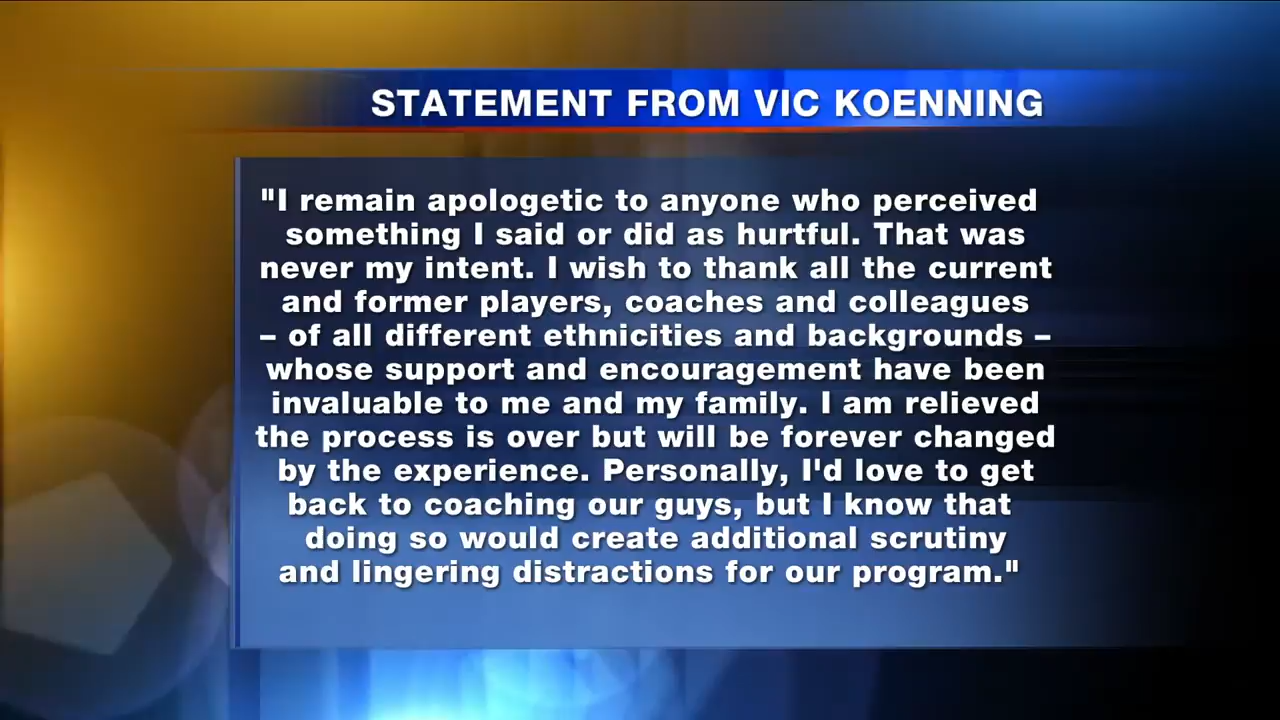 STATEMENT FROM VIC KOENNING
"I remain apologetic to anyone who perceived
something I said or did as hurtful. That was
never my intent. I wish to thank all the current
and former players, coaches and colleagues
– of all different ethnicities and backgrounds –
whose support and encouragement have been
invaluable to me and my family. I am relieved
the process is over but will be forever changed
by the experience. Personally, I'd love to get
back to coaching our guys, but I know that
doing so would create additional scrutiny
and lingering distractions for our program."